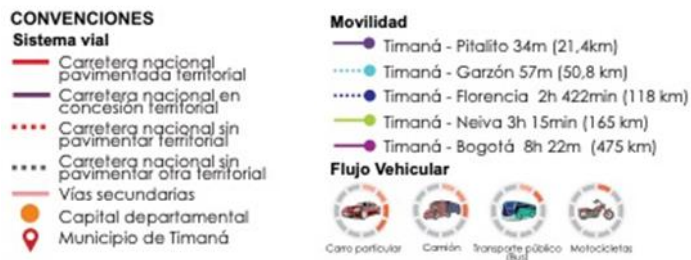 CONVENCIONES
Sistema vial
Carretera nacional
pavimentada territorial
Carretera nacional en
concesión territorial
Carretera nacional sin
pavimentar territorial
Carretera nacional sin
pavimentar otra territorial
Vías secundarias
Capital departamental
Municipio de Timaná
Movilidad
Timaná - Pitalito 34m (21,4km)
Timaná - Garzón 57m (50,8 km)
Timaná - Florencia 2h 422min (118 km)
Timaná - Neiva 3h 15min (165 km)
Timaná - Bogotá 8h 22m (475 km)
Flujo Vehicular
Carro particular
Camión
Transporte público
(Bus)
Motocicletas